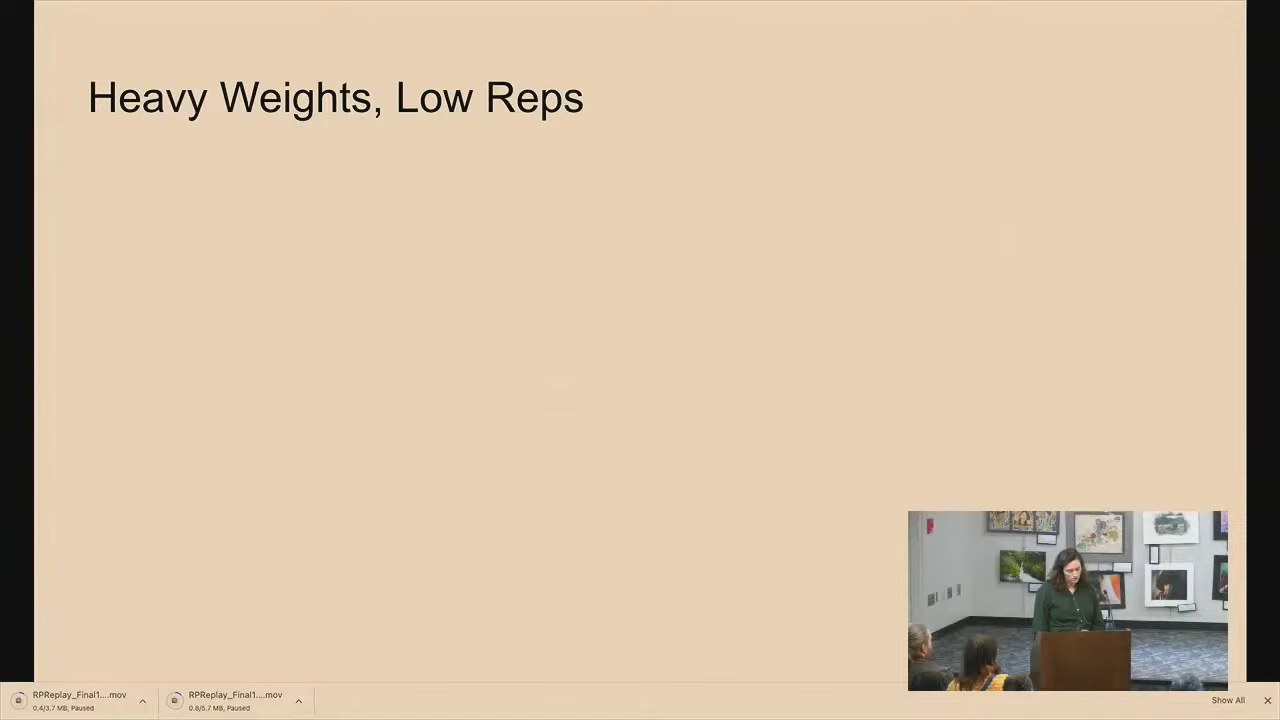 Heavy Weights, Low Reps
RPReplay_Final1....mov
0.4/3.7 MB, Paused
RPReplay_Final1....mov
0.8/5.7 MB, Paused
Show All